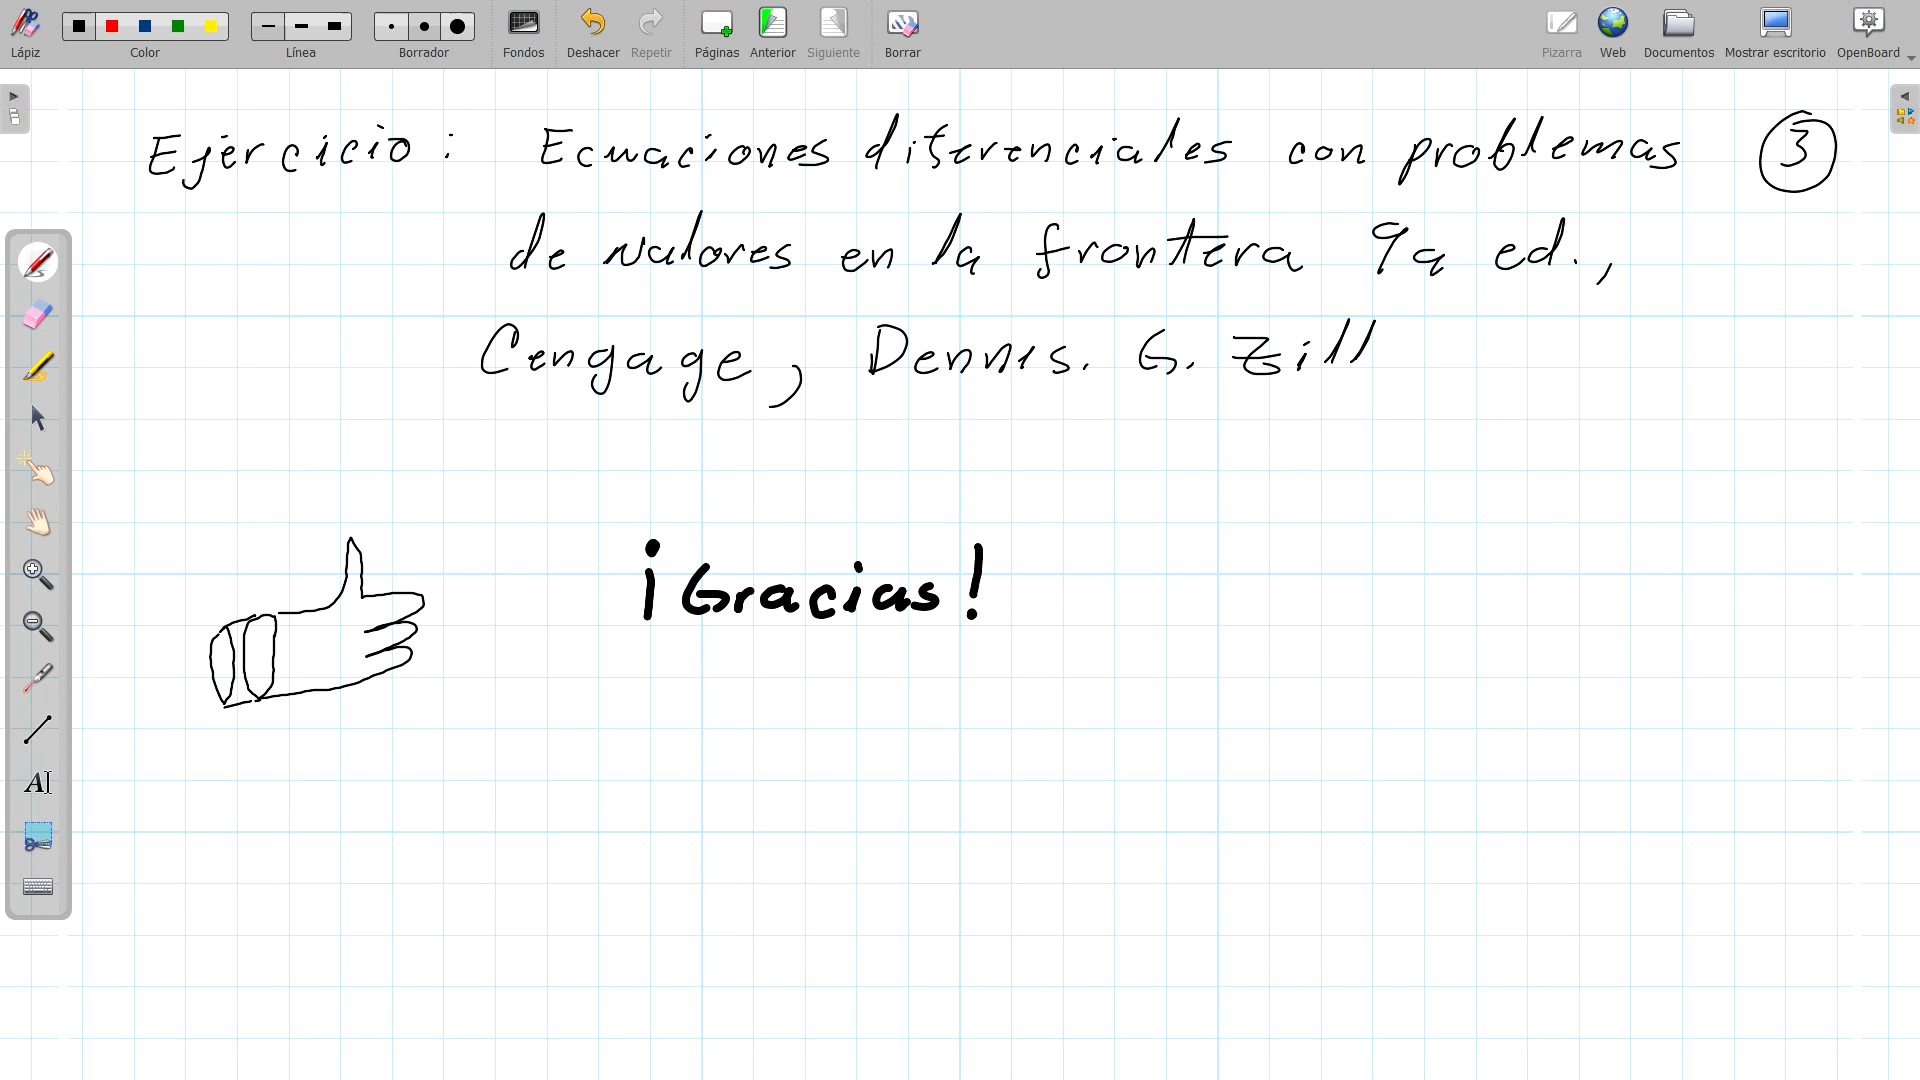 Lápiz Color Línea Borrador Fondos Deshacer Repetir Páginas Anterior Siguiente Borrar Pizarra Web Documentos Mostrar escritorio OpenBoard
Ejercicio: Ecuaciones diferenciales con problemas 3
de valores en la frontera 9a ed.,
Cengage, Dennis. G. Zill
¡Gracias!
AI